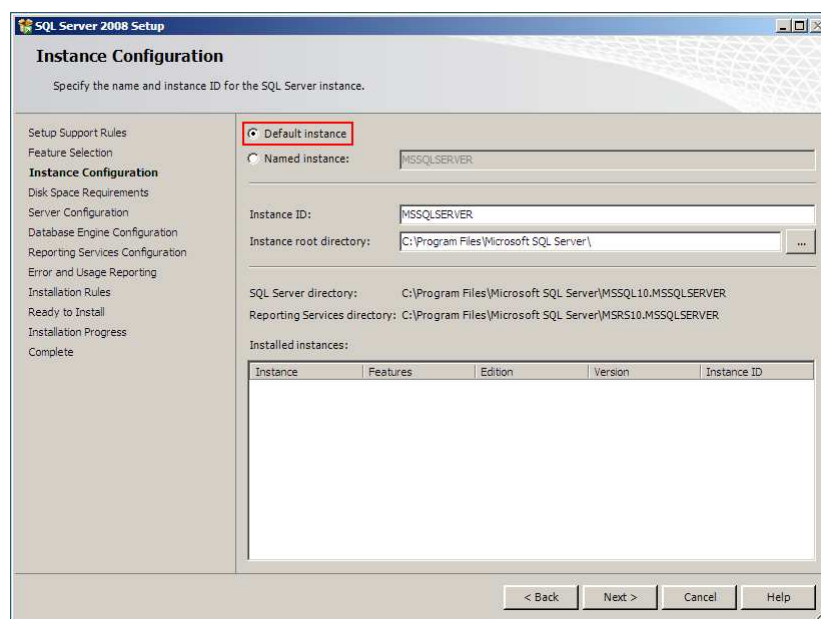 SQL Server 2008 Setup
Instance Configuration
Specify the name and instance ID for the SQL Server instance.
Setup Support Rules
Feature Selection
Instance Configuration
Disk Space Requirements
Server Configuration
Database Engine Configuration
Reporting Services Configuration
Error and Usage Reporting
Installation Rules
Ready to Install
Installation Progress
Complete
Default instance
Named instance: MSSQLSERVER
Instance ID: MSSQLSERVER
Instance root directory: C:\Program Files\Microsoft SQL Server\ ...
SQL Server directory: C:\Program Files\Microsoft SQL Server\MSSQL10.MSSQLSERVER
Reporting Services directory: C:\Program Files\Microsoft SQL Server\MSRS10.MSSQLSERVER
Installed instances:
Instance Features Edition Version Instance ID
< Back Next > Cancel Help